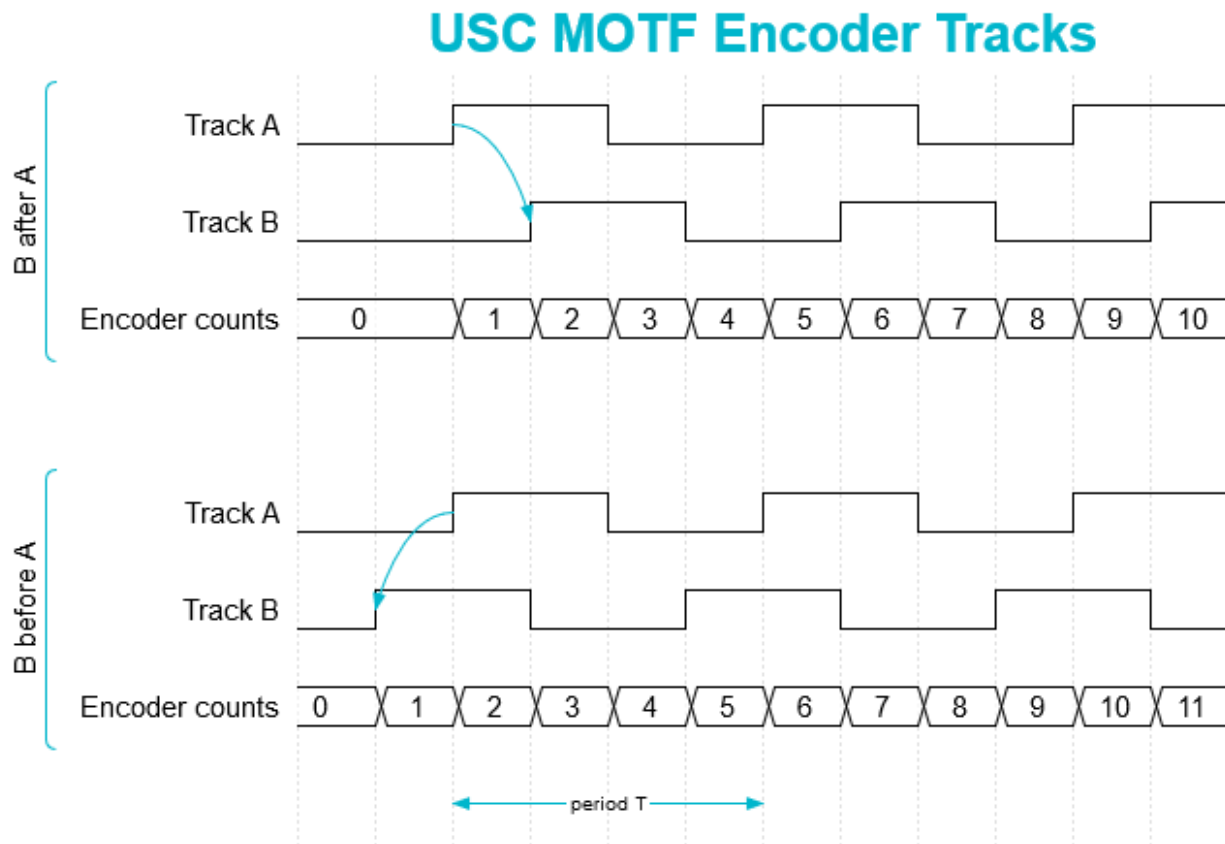 USC MOTF Encoder Tracks
B after A
Track A
Track B
Encoder counts 0 1 2 3 4 5 6 7 8 9 10
B before A
Track A
Track B
Encoder counts 0 1 2 3 4 5 6 7 8 9 10 11
period T